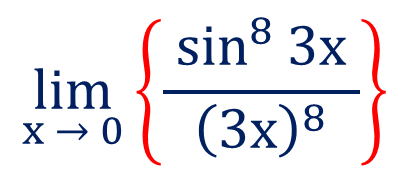 lim x → 0 { sin⁸ 3x / (3x)⁸ }